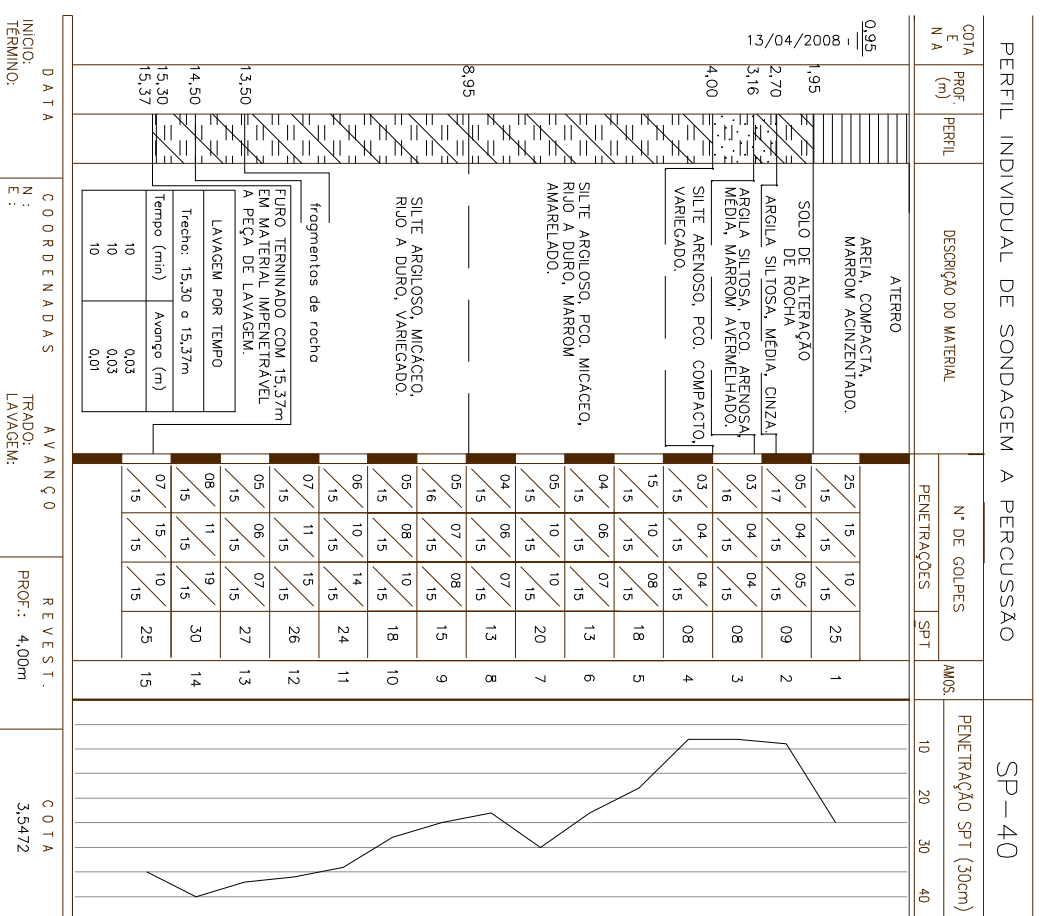 PERFIL INDIVIDUAL DE SONDAGEM A PERCUSSÃO
SP-40
COTA
E
N A
PROF.
(m)
PERFIL
DESCRIÇÃO DO MATERIAL
N° DE GOLPES
PENETRAÇÕES
SPT
AMOS.
PENETRAÇÃO SPT (30cm)
10 20 30 40
0,95
13/04/2008 -
1,95
2,70
3,16
4,00
8,95
13,50
14,50
15,30
15,37
ATERRO
AREIA, COMPACTA,
MARROM ACINZENTADO.
SOLO DE ALTERAÇÃO
DE ROCHA
ARGILA SILTOSA, MÉDIA, CINZA.
ARGILA SILTOSA, PCO. ARENOSA,
MÉDIA, MARROM AVERMELHADO.
SILTE ARENOSO, PCO. COMPACTO,
VARIEGADO.
SILTE ARGILOSO, PCO. MICÁCEO,
RIJO A DURO, MARROM
AMARELADO.
SILTE ARGILOSO, MICÁCEO,
RIJO A DURO, VARIEGADO.
fragmentos de rocha
FURO TERNINADO COM 15,37m
EM MATERIAL IMPENETRÁVEL
A PEÇA DE LAVAGEM.
LAVAGEM POR TEMPO
Trecho: 15,30 a 15,37m
Tempo (min) Avanço (m)
10 0,03
10 0,03
10 0,01
25/15 15/15 10/15 25 1
05/17 04/15 05/15 09 2
03/15 04/15 04/15 08 3
03/16 04/15 04/15 08 4
15/15 10/15 08/15 18 5
04/15 06/15 07/15 13 6
05/15 10/15 10/15 20 7
04/15 06/15 07/15 13 8
05/16 07/15 08/15 15 9
05/15 08/15 10/15 18 10
06/15 10/15 14/15 24 11
07/15 11/15 15/15 26 12
05/15 06/15 07/15 27 13
08/15 11/15 19/15 30 14
07/15 15/15 10/15 25 15
DATA
INÍCIO:
TÉRMINO:
COORDENADAS
N :
E :
AVANÇO
TRADO:
LAVAGEM:
REVEST.
PROF.: 4,00m
COTA
3,5472